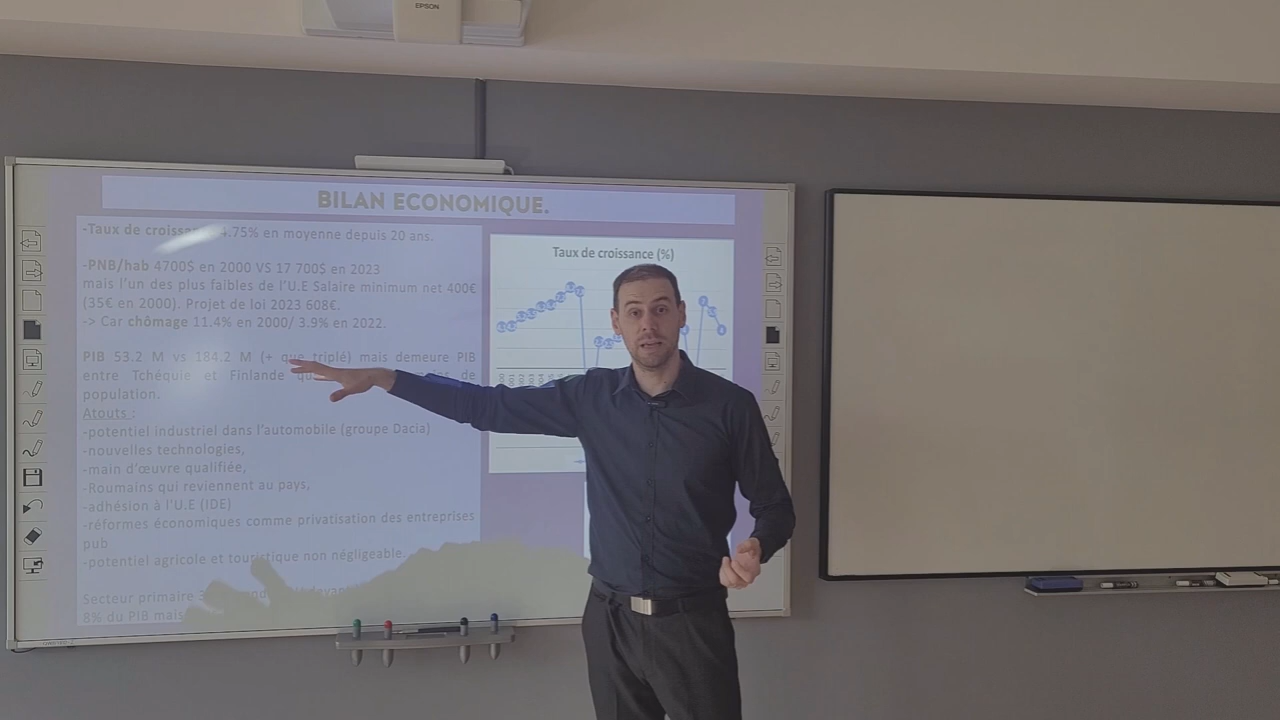 EPSON
BILAN ECONOMIQUE.
-Taux de croiss .75% en moyenne depuis 20 ans.
-PNB/hab 4700$ en 2000 VS 17 700$ en 2023
mais l'un des plus faibles de l'U.E Salaire minimum net 400€
(35€ en 2000). Projet de loi 2023 608€.
-> Car chômage 11.4% en 2000/ 3.9% en 2022.
PIB 53.2 M vs 184.2 M (+ que triplé) mais demeure PIB
entre Tchéquie et Finlande de
population.
Atouts :
-potentiel industriel dans l'automobile (groupe Dacia)
-nouvelles technologies,
-main d'œuvre qualifiée,
-Roumains qui reviennent au pays,
-adhésion à l'U.E (IDE)
-réformes économiques comme privatisation des entreprises
pub
-potentiel agricole et touristique non négligeable.
Secteur primaire
8% du PIB mais
Taux de croissance (%)